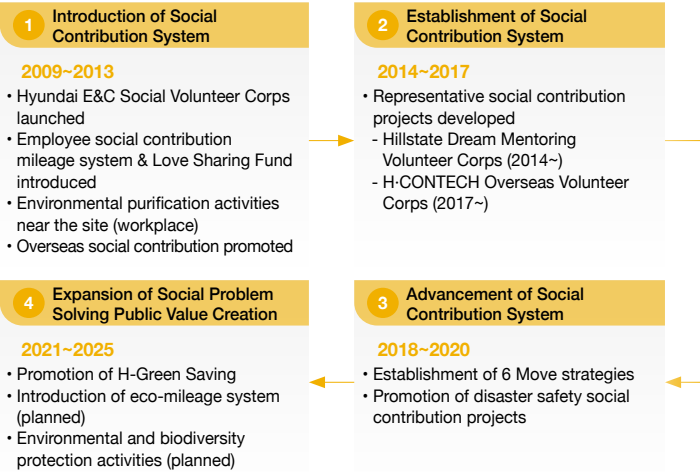 1
Introduction of Social
Contribution System
2009~2013
• Hyundai E&C Social Volunteer Corps
launched
• Employee social contribution
mileage system & Love Sharing Fund
introduced
• Environmental purification activities
near the site (workplace)
• Overseas social contribution promoted
2
Establishment of Social
Contribution System
2014~2017
• Representative social contribution
projects developed
- Hillstate Dream Mentoring
Volunteer Corps (2014~)
- H·CONTECH Overseas Volunteer
Corps (2017~)
3
Advancement of Social
Contribution System
2018~2020
• Establishment of 6 Move strategies
• Promotion of disaster safety social
contribution projects
4
Expansion of Social Problem
Solving Public Value Creation
2021~2025
• Promotion of H-Green Saving
• Introduction of eco-mileage system
(planned)
• Environmental and biodiversity
protection activities (planned)